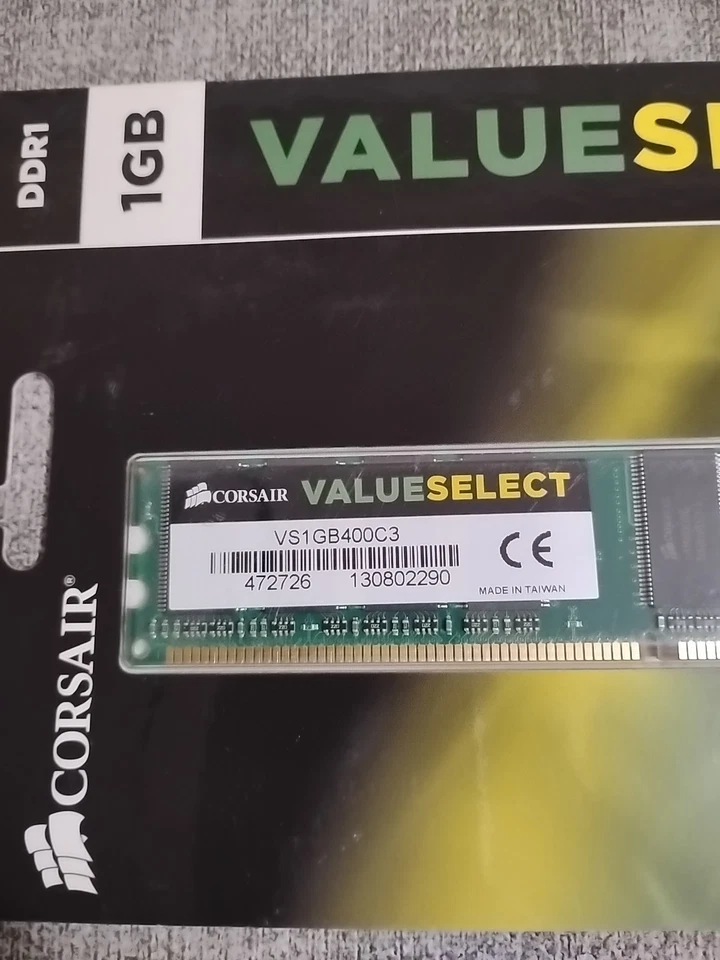 DDR1
1GB
VALUESE
CORSAIR VALUESELECT
VS1GB400C3
472726 130802290
CE
MADE IN TAIWAN
CORSAIR®